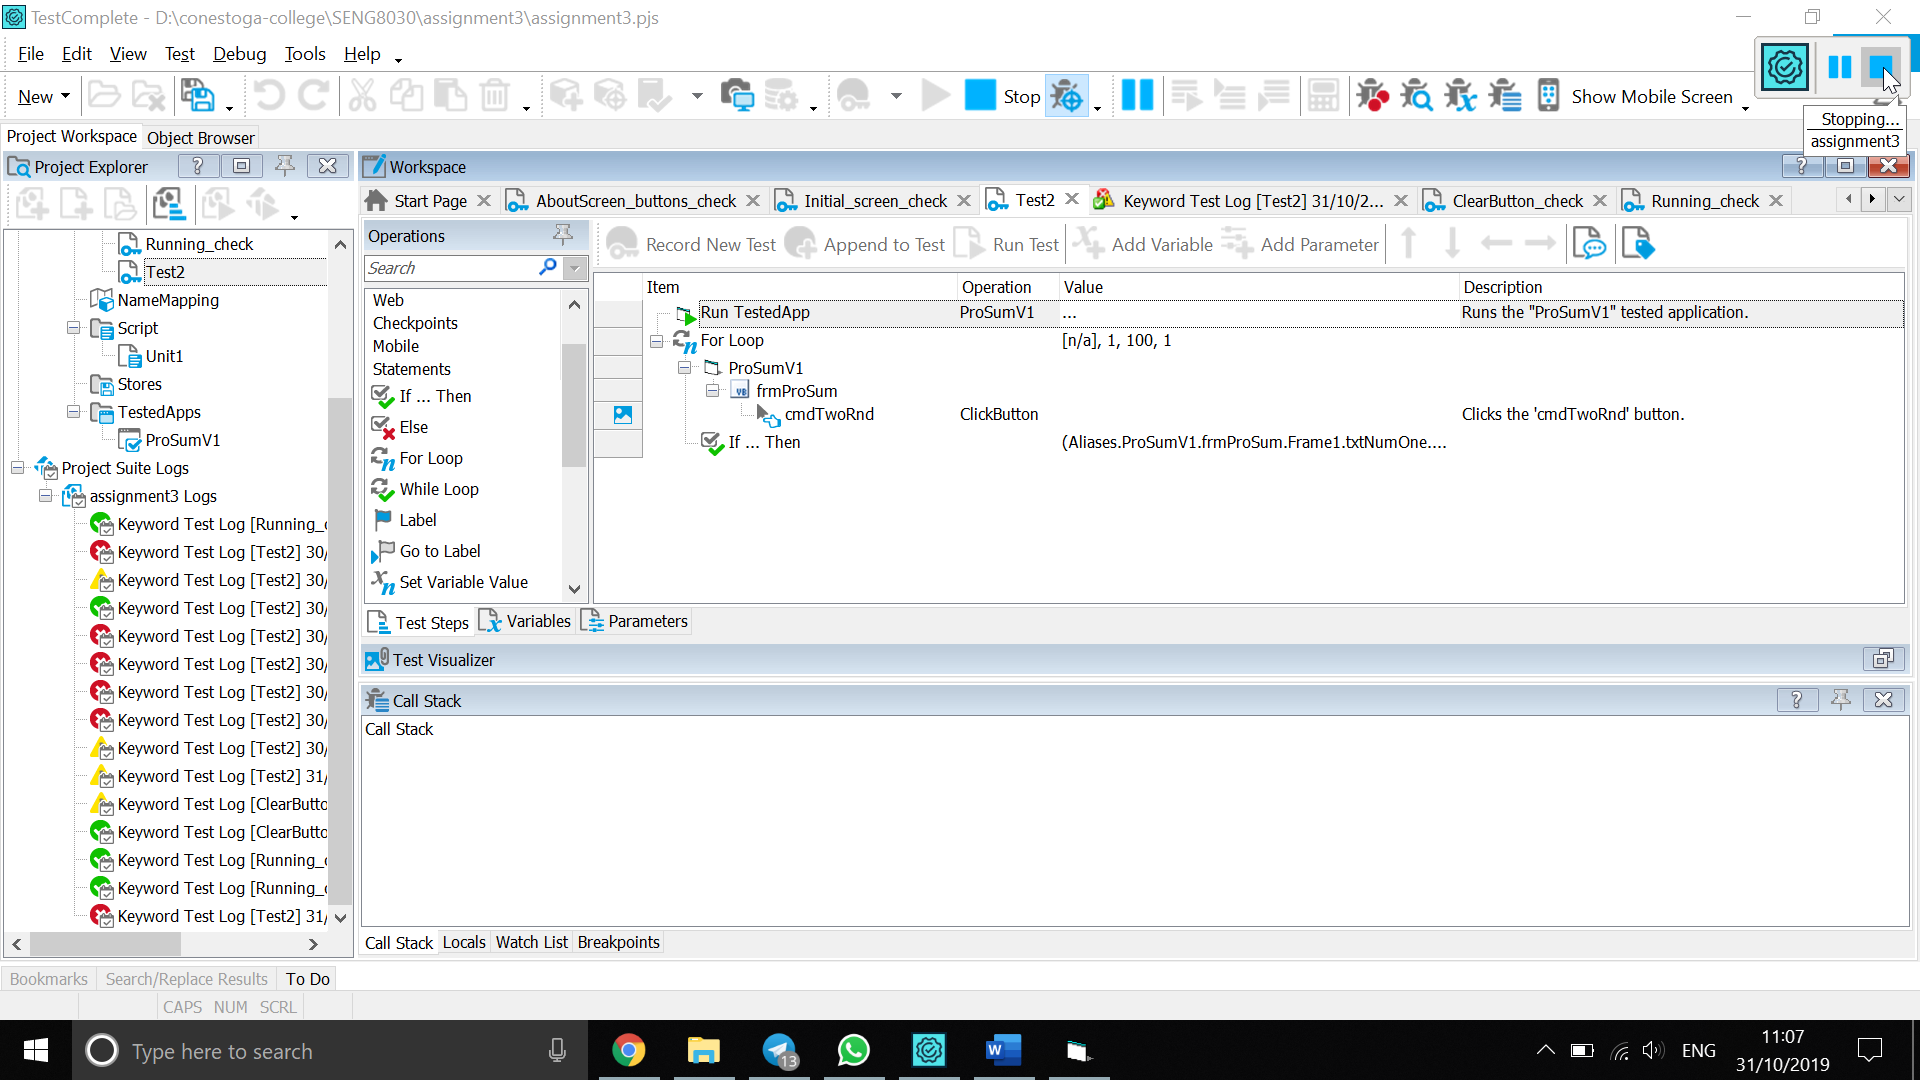 TestComplete - D:\conestoga-college\SENG8030\assignment3\assignment3.pjs
File Edit View Test Debug Tools Help
New Stop Show Mobile Screen
Stopping...
assignment3
Project Workspace Object Browser
Project Explorer
Workspace
Start Page AboutScreen_buttons_check Initial_screen_check Test2 Keyword Test Log [Test2] 31/10/2... ClearButton_check Running_check
Running_check
Test2
NameMapping
Script
Unit1
Stores
TestedApps
ProSumV1
Project Suite Logs
assignment3 Logs
Keyword Test Log [Running_
Keyword Test Log [Test2] 30/
Keyword Test Log [Test2] 30/
Keyword Test Log [Test2] 30/
Keyword Test Log [Test2] 30/
Keyword Test Log [Test2] 30/
Keyword Test Log [Test2] 30/
Keyword Test Log [Test2] 30/
Keyword Test Log [Test2] 30/
Keyword Test Log [Test2] 31/
Keyword Test Log [ClearButto
Keyword Test Log [ClearButto
Keyword Test Log [Running_
Keyword Test Log [Running_
Keyword Test Log [Test2] 31/
Operations
Search
Web
Checkpoints
Mobile
Statements
If ... Then
Else
For Loop
While Loop
Label
Go to Label
Set Variable Value
Record New Test Append to Test Run Test Add Variable Add Parameter
Item Operation Value Description
Run TestedApp ProSumV1 ... Runs the "ProSumV1" tested application.
For Loop [n/a], 1, 100, 1
ProSumV1
frmProSum
cmdTwoRnd ClickButton Clicks the 'cmdTwoRnd' button.
If ... Then (Aliases.ProSumV1.frmProSum.Frame1.txtNumOne....
Test Steps Variables Parameters
Test Visualizer
Call Stack
Call Stack
Call Stack Locals Watch List Breakpoints
Bookmarks Search/Replace Results To Do
CAPS NUM SCRL
Type here to search
13
W
ENG
11:07
31/10/2019